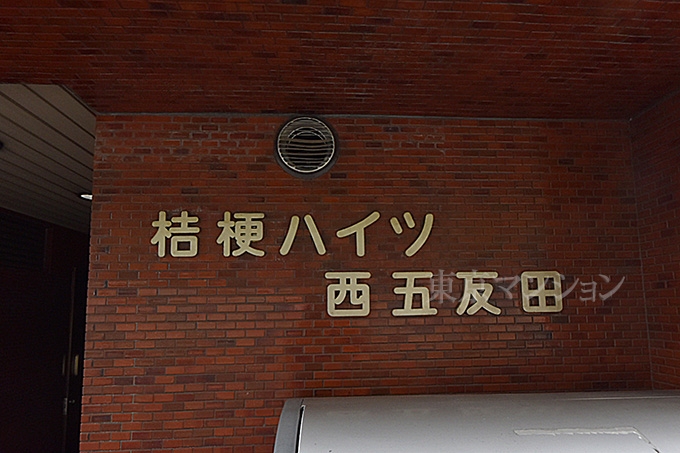 桔梗ハイツ
西五反田
東京マンション